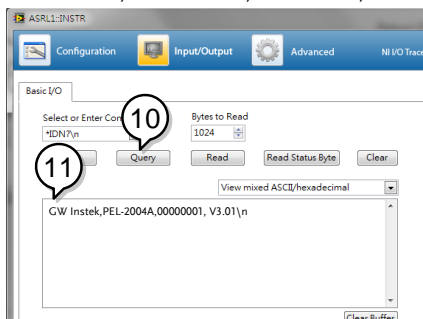 ASRL1::INSTR
Configuration Input/Output Advanced NI I/O Trace
Basic I/O
Select or Enter Bytes to Read
*IDN?\n 1024
10
Query Read Read Status Byte Clear
11
View mixed ASCII/hexadecimal
GW Instek,PEL-2004A,00000001, V3.01\n
Clear Buffer